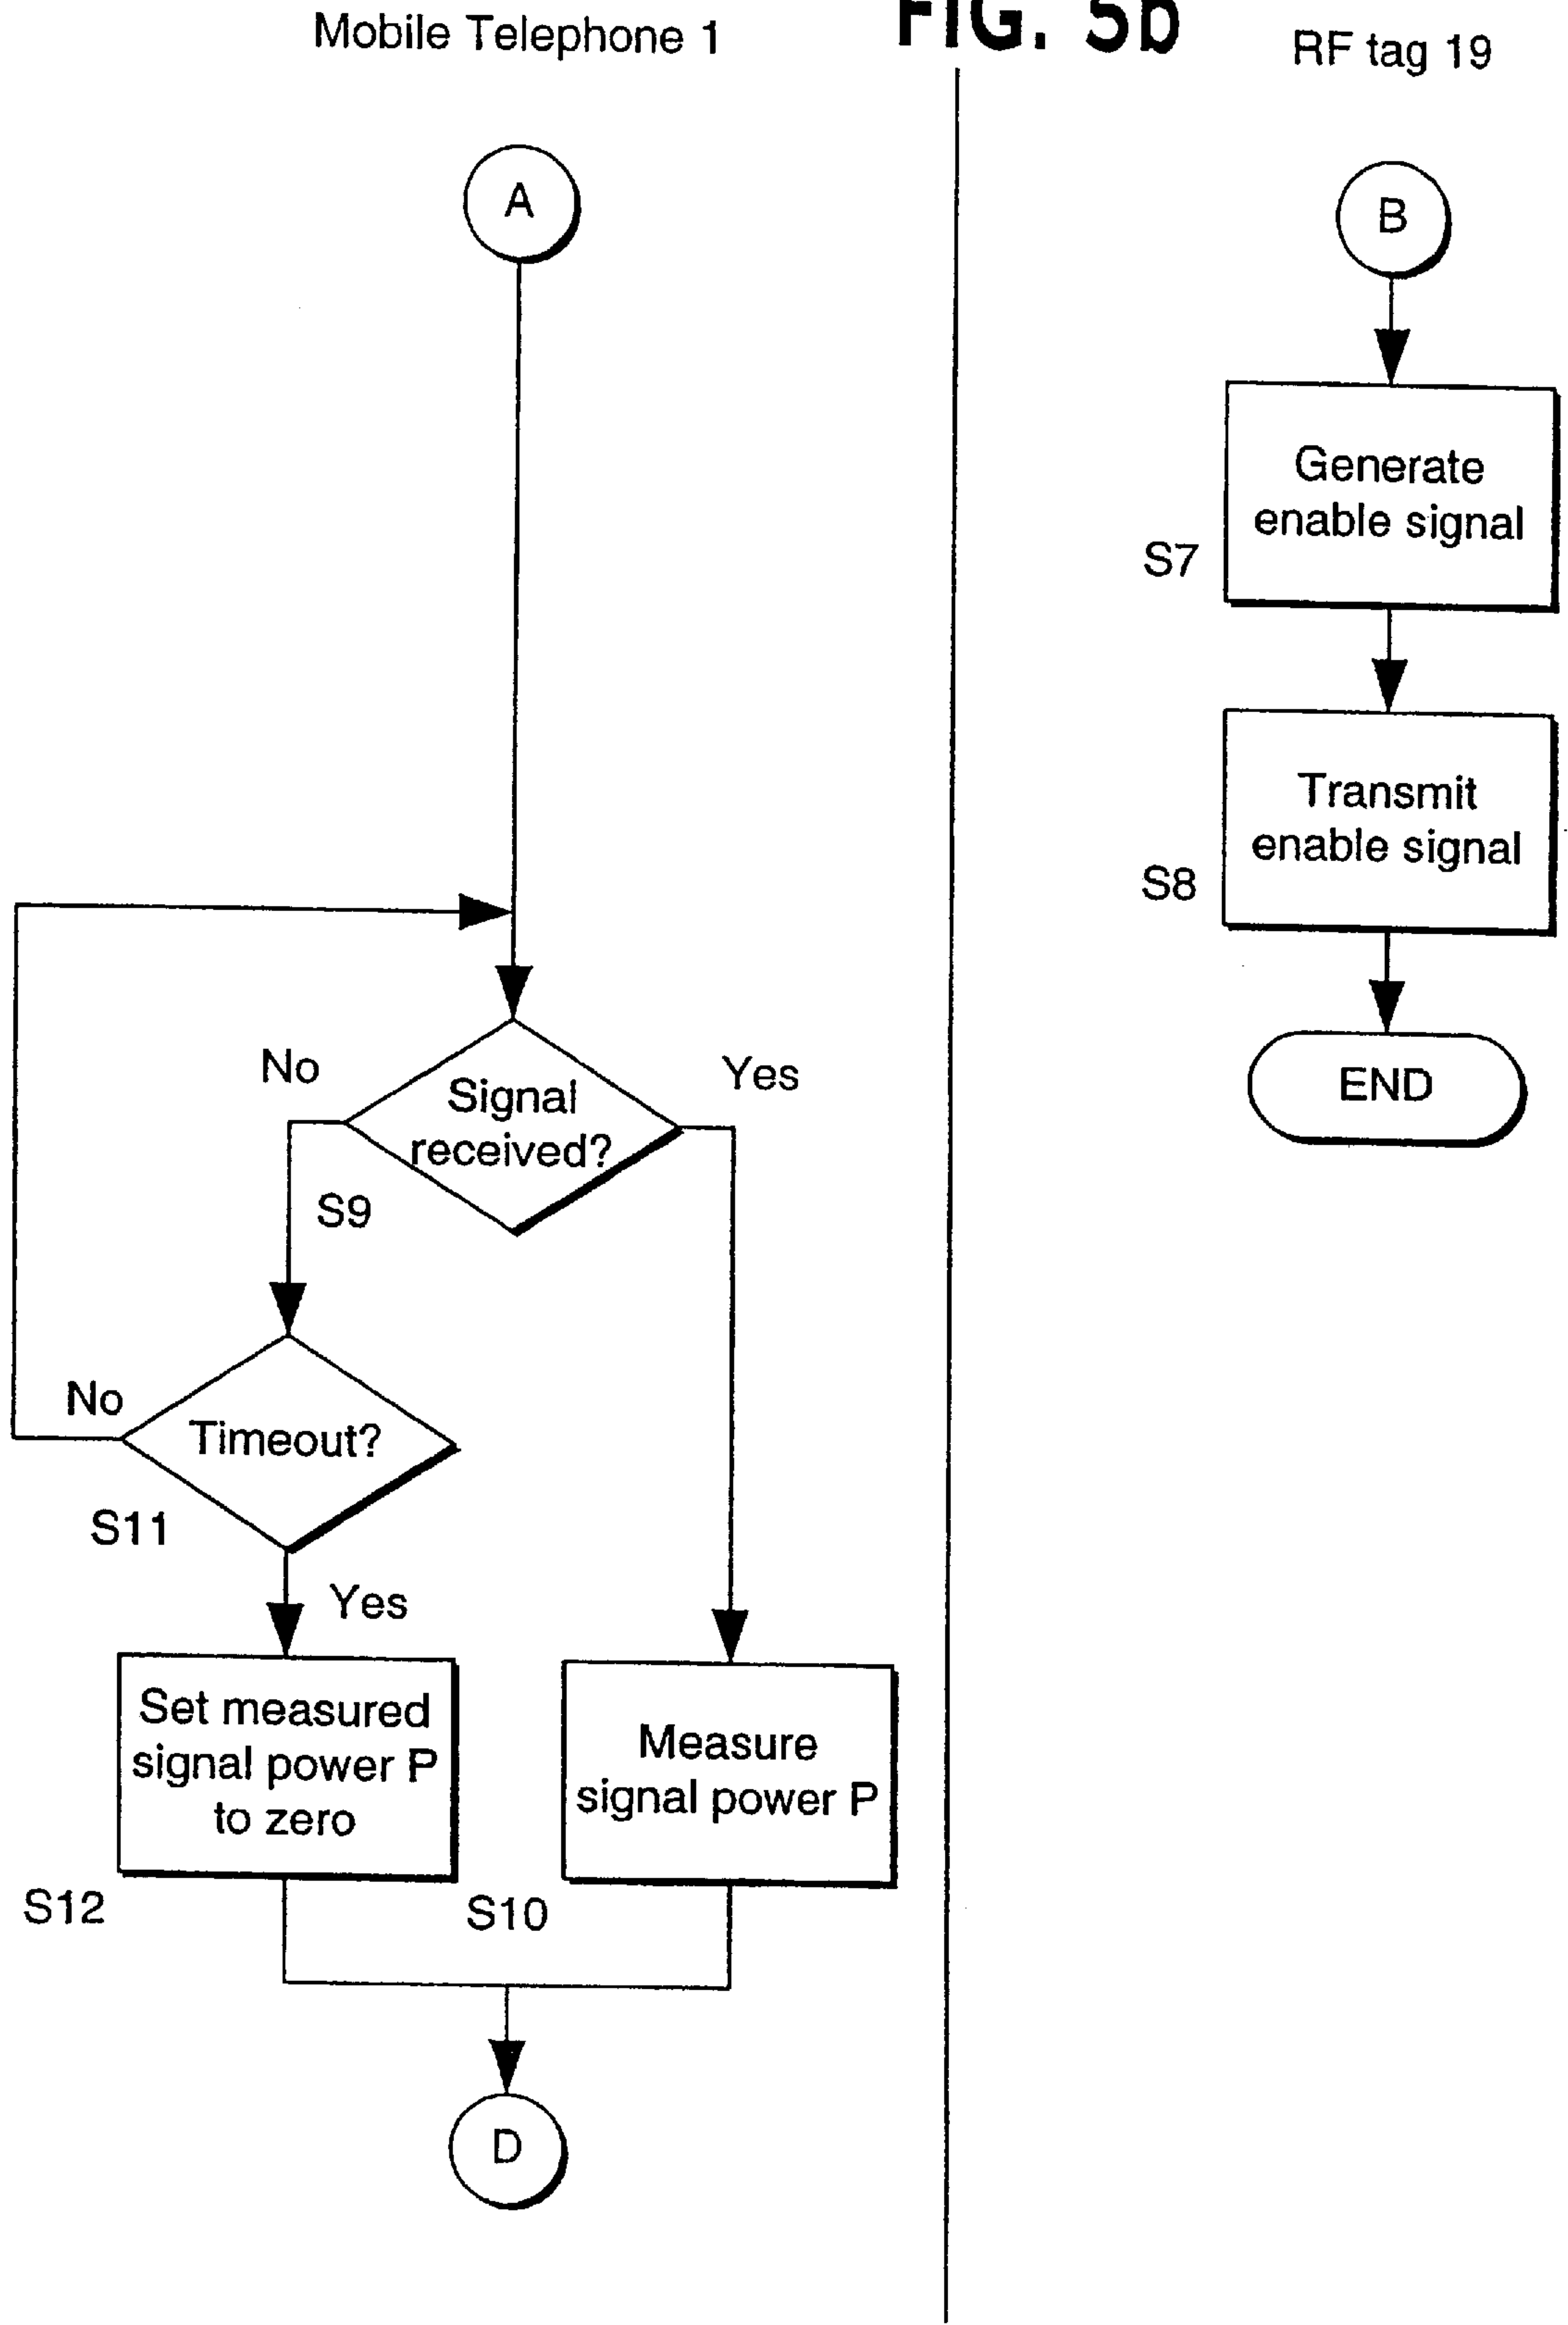 Mobile Telephone 1
FIG. 5b
RF tag 19
A
B
Generate
enable signal
S7
Transmit
enable signal
S8
END
No
Signal
received?
Yes
S9
No
Timeout?
S11
Yes
Set measured
signal power P
to zero
S12
Measure
signal power P
S10
D